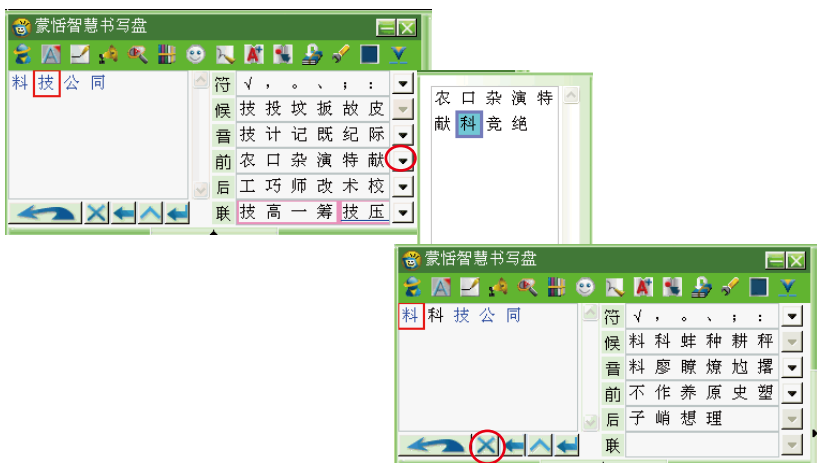 蒙恬智慧书写盘
料 技 公 同
符 √ , 。 、 ; :
候 技 投 坟 扳 故 皮
音 技 计 记 既 纪 际
前 农 口 杂 演 特 献
后 工 巧 师 改 术 校
联 技 高 一 筹 技 压
农 口 杂 演 特
献 科 竞 绝
蒙恬智慧书写盘
料 科 技 公 同
符 √ , 。 、 ; :
候 料 科 蚌 种 耕 秤
音 料 廖 瞭 燎 尥 撂
前 不 作 养 原 史 塑
后 子 峭 想 理
联